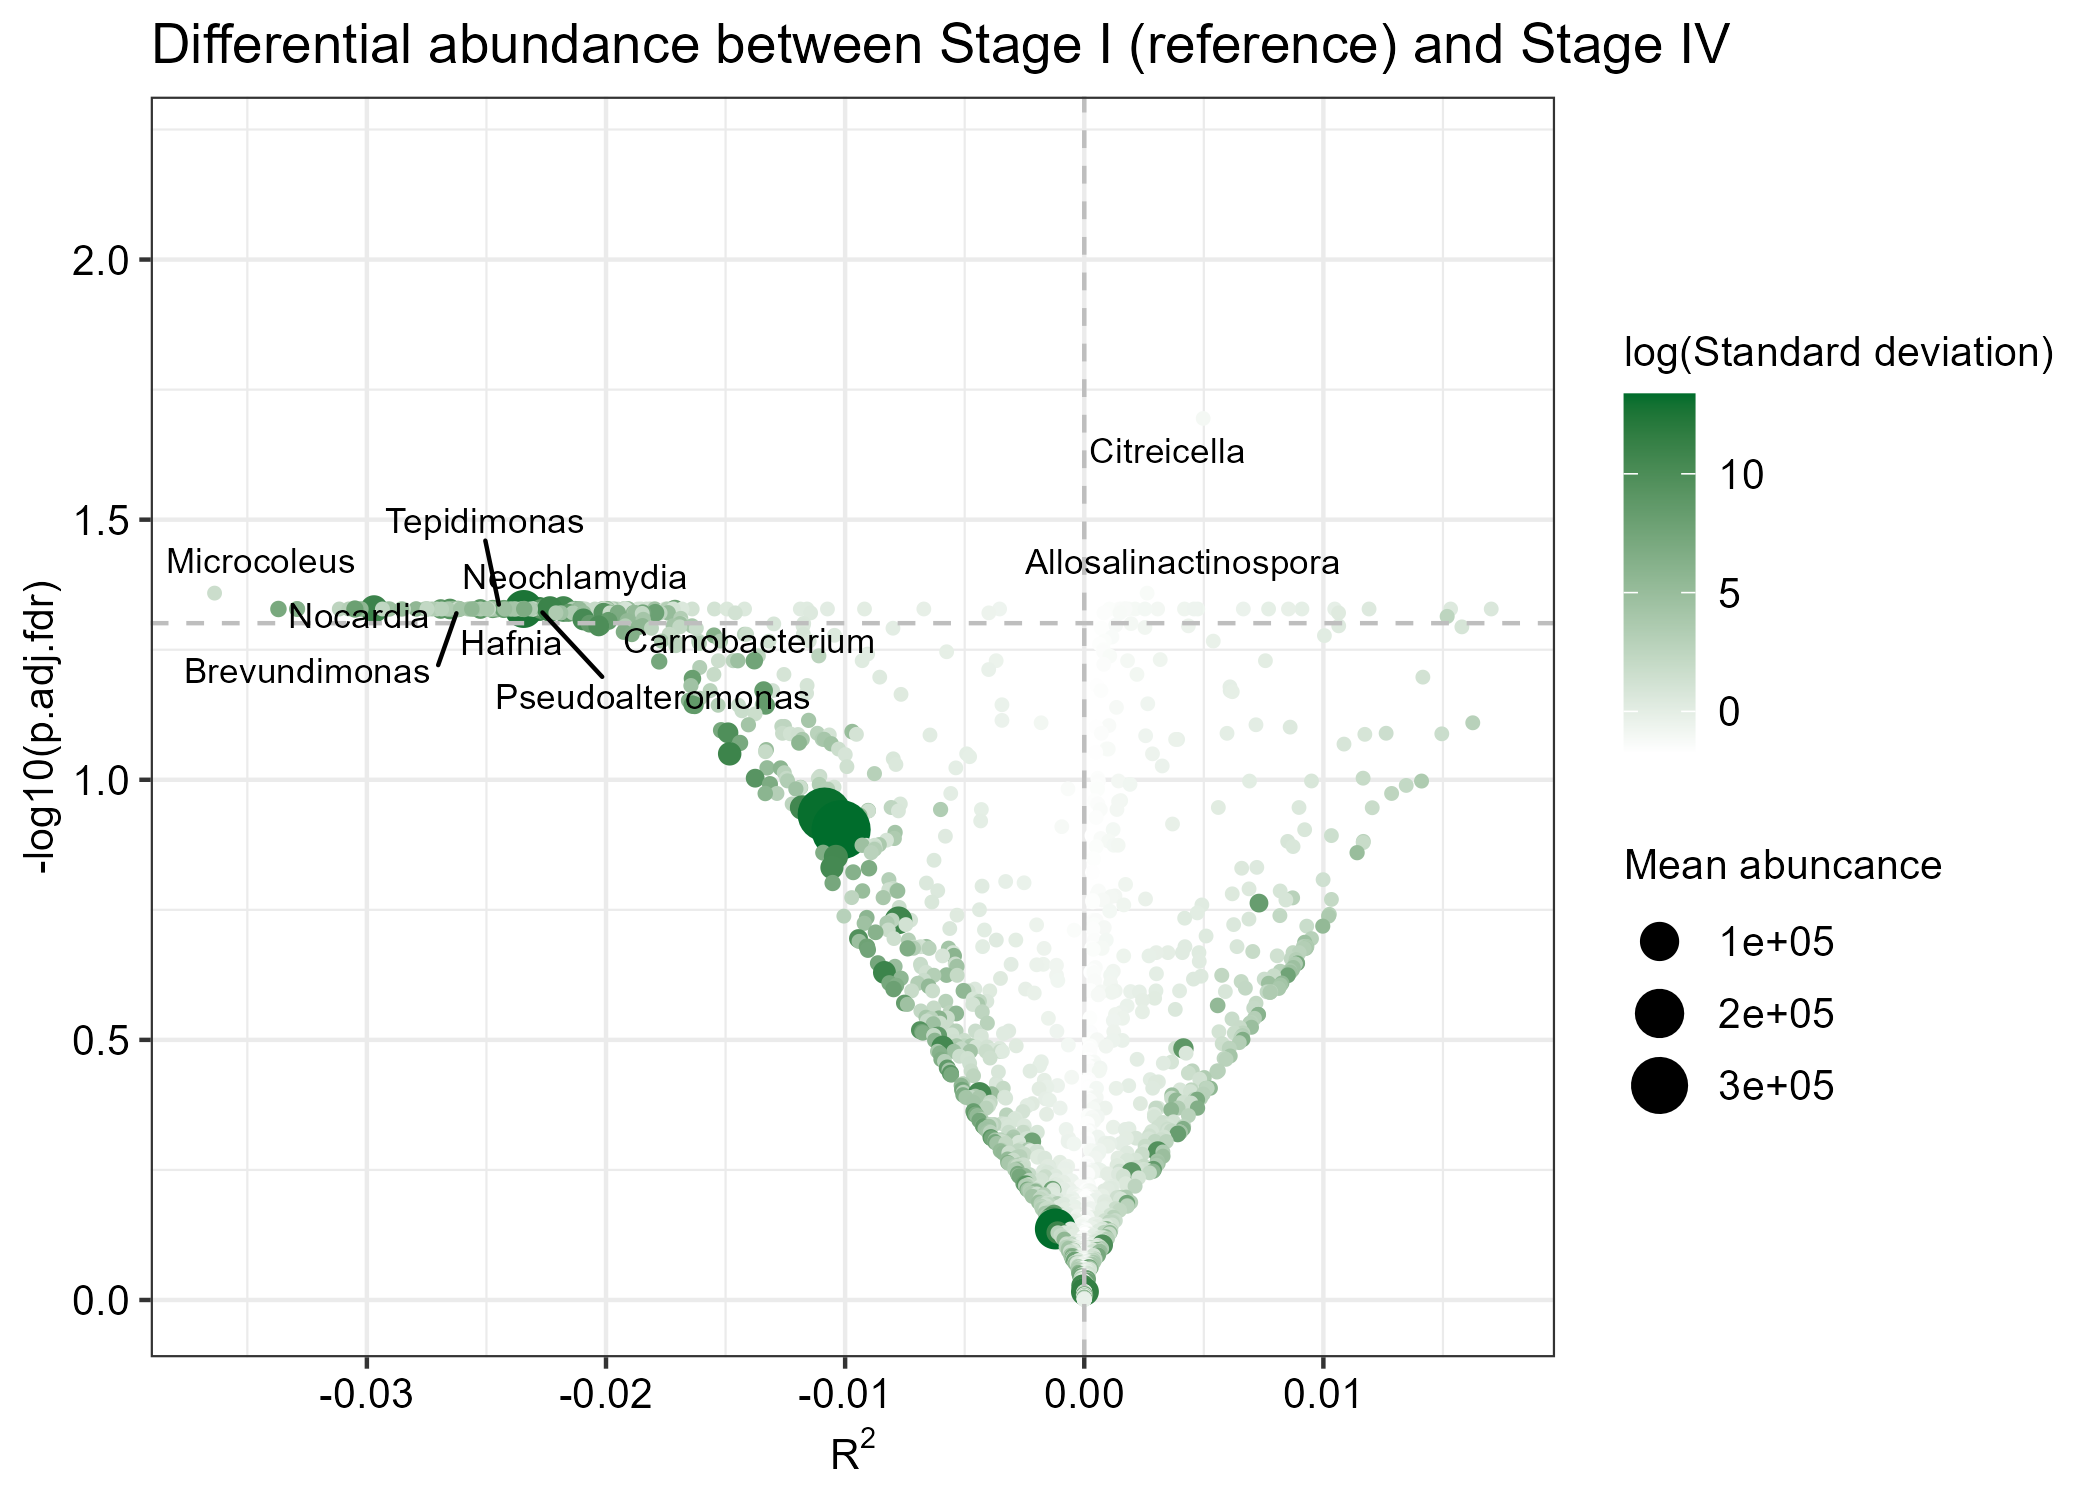 Differential abundance between Stage I (reference) and Stage IV
-log10(p.adj.fdr)
2.0
1.5
1.0
0.5
0.0
Citreicella
Tepidimonas
Microcoleus
Neochlamydia
Allosalinactinospora
Nocardia
Hafnia
Carnobacterium
Brevundimonas
Pseudoalteromonas
-0.03
-0.02
-0.01
0.00
0.01
R²
log(Standard deviation)
10
5
0
Mean abuncance
1e+05
2e+05
3e+05